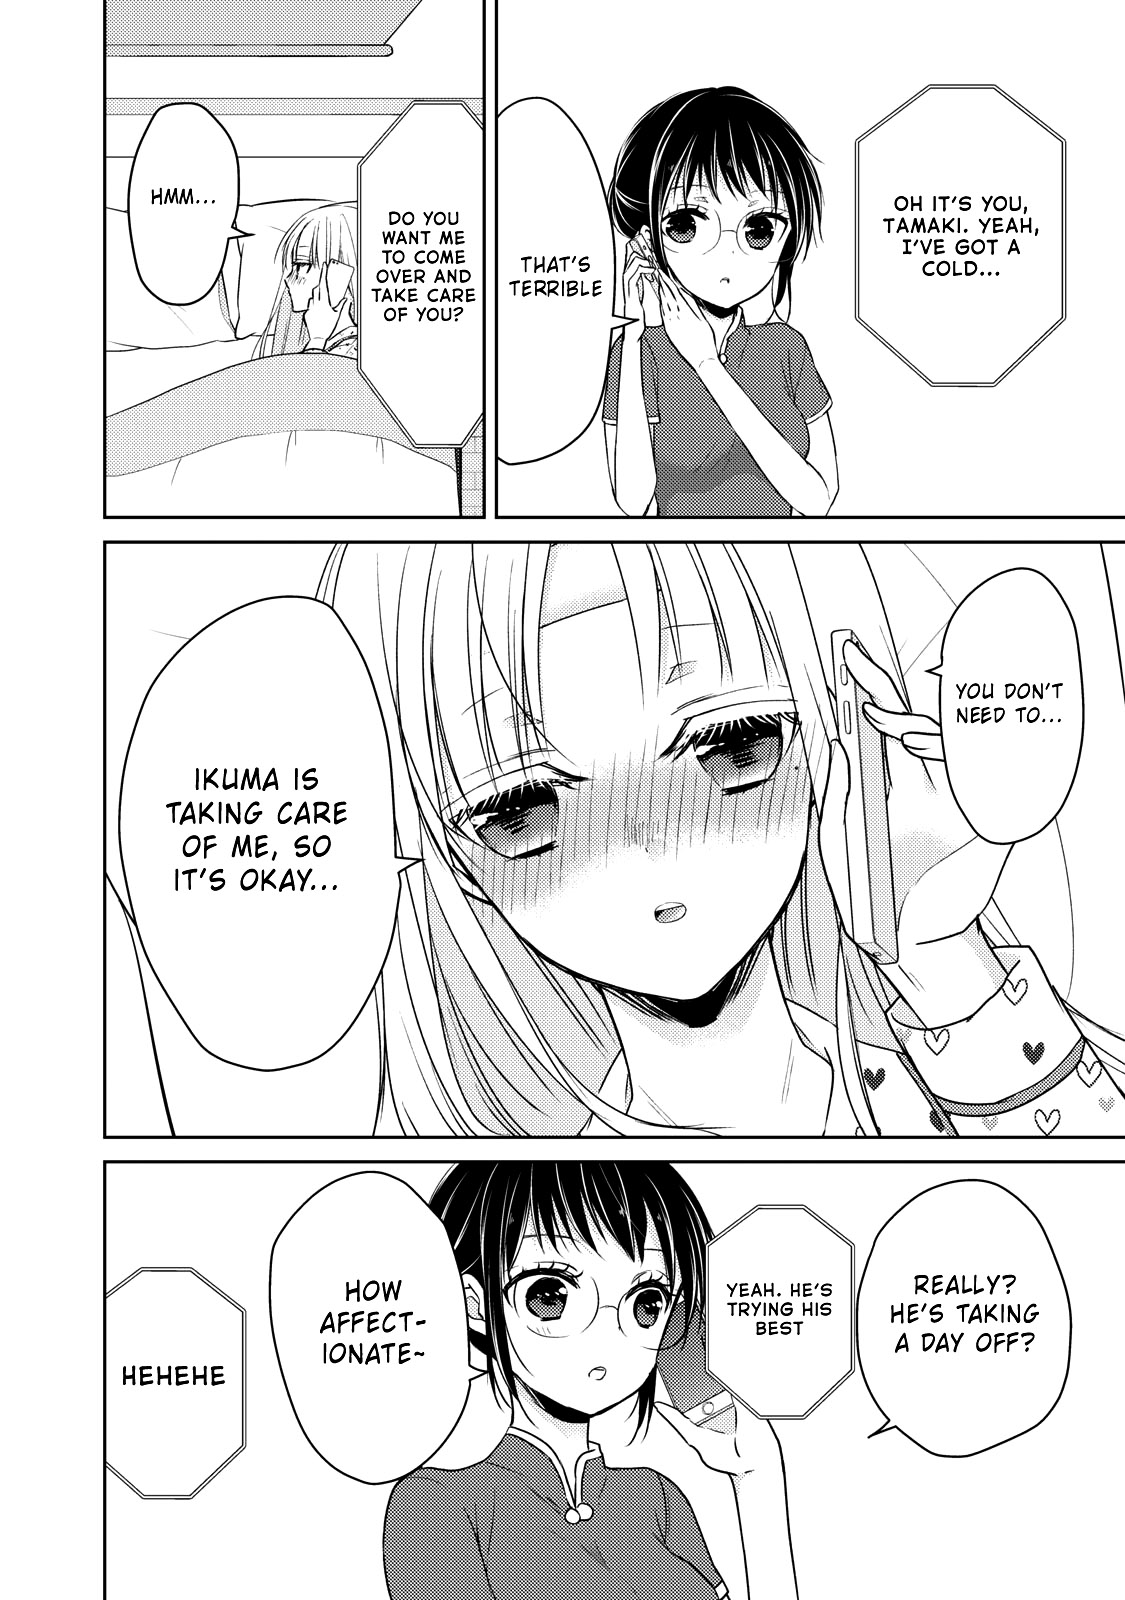 OH IT'S YOU,
TAMAKI. YEAH,
I'VE GOT A
COLD...
THAT'S
TERRIBLE
DO YOU
WANT ME
TO COME
OVER AND
TAKE CARE
OF YOU?
HMM...
YOU DON'T
NEED TO...
IKUMA IS
TAKING CARE
OF ME, SO
IT'S OKAY...
REALLY?
HE'S TAKING
A DAY OFF?
YEAH. HE'S
TRYING HIS
BEST
HOW
AFFECT-
IONATE~
HEHEHE